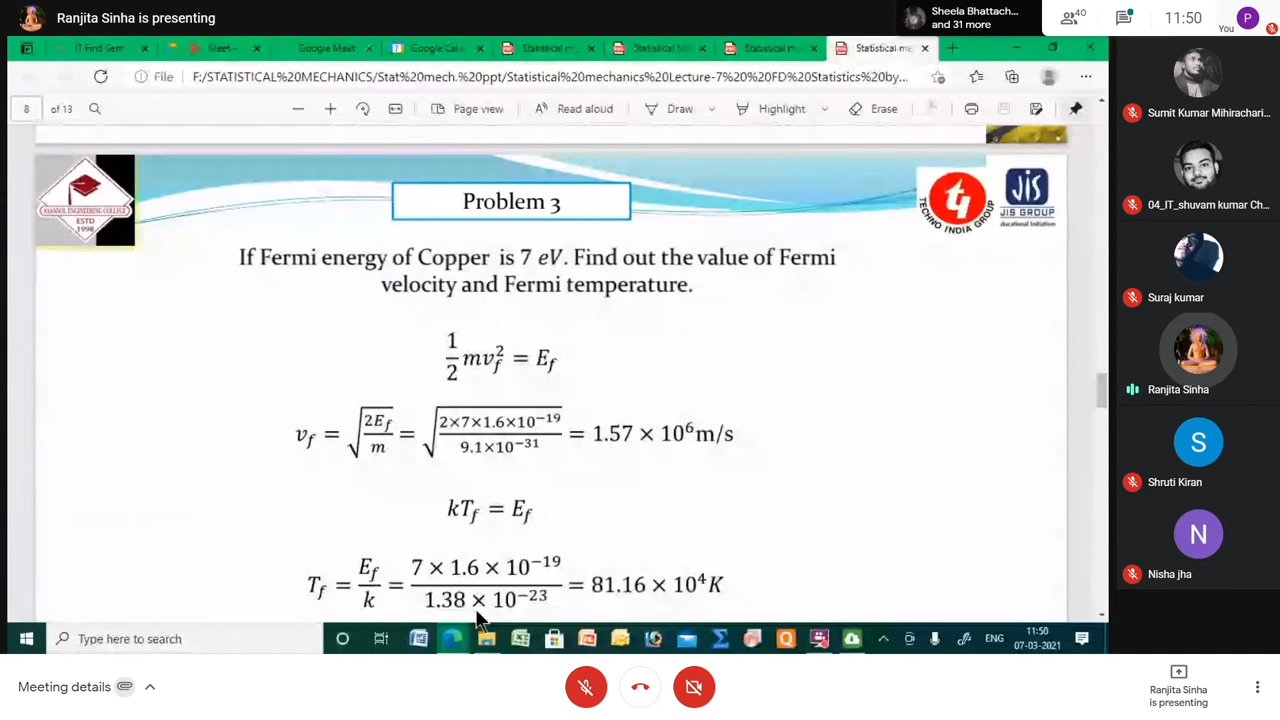 Ranjita Sinha is presenting
Sheela Bhattach...
and 31 more
40
11:50
You
P
IT First Sem
Meet -
Google Meet
Google Cal
Statistical m
Statistical M
Statistical m
Statistical me
File
F:/STATISTICAL%20MECHANICS/Stat%20mech.%20ppt/Statistical%20mechanics%20Lecture-7%20%20FD%20Statistics%20by...
8 of 13
Page view
Read aloud
Draw
Highlight
Erase
ASANSOL ENGINEERING COLLEGE
ESTD
1998
Problem 3
TECHNO INDIA GROUP
JIS
JIS GROUP
ducational Initiatives
If Fermi energy of Copper is 7 eV. Find out the value of Fermi
velocity and Fermi temperature.
1/2 mv_f^2 = E_f
v_f = √(2E_f/m) = √(2×7×1.6×10^−19 / 9.1×10^−31) = 1.57 × 10^6 m/s
kT_f = E_f
T_f = E_f/k = 7 × 1.6 × 10^−19 / 1.38 × 10^−23 = 81.16 × 10^4 K
Sumit Kumar Mihirachari...
04_IT_shuvam kumar Ch...
Suraj kumar
Ranjita Sinha
S
Shruti Kiran
N
Nisha jha
Type here to search
ENG
11:50
07-03-2021
Meeting details
Ranjita Sinha
is presenting